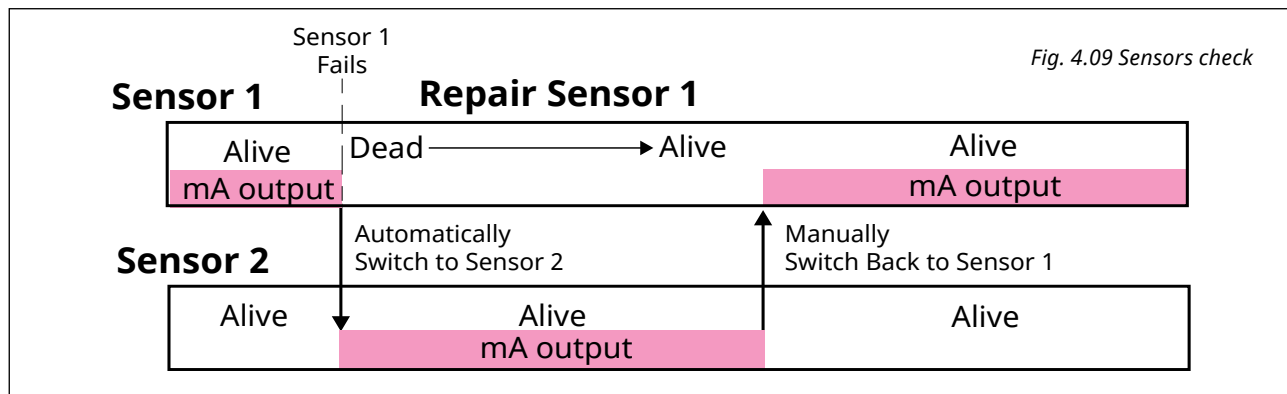 Sensor 1
Fails
Fig. 4.09 Sensors check
Sensor 1
Repair Sensor 1
Alive
Dead
Alive
Alive
mA output
mA output
Automatically
Switch to Sensor 2
Manually
Switch Back to Sensor 1
Sensor 2
Alive
Alive
Alive
mA output